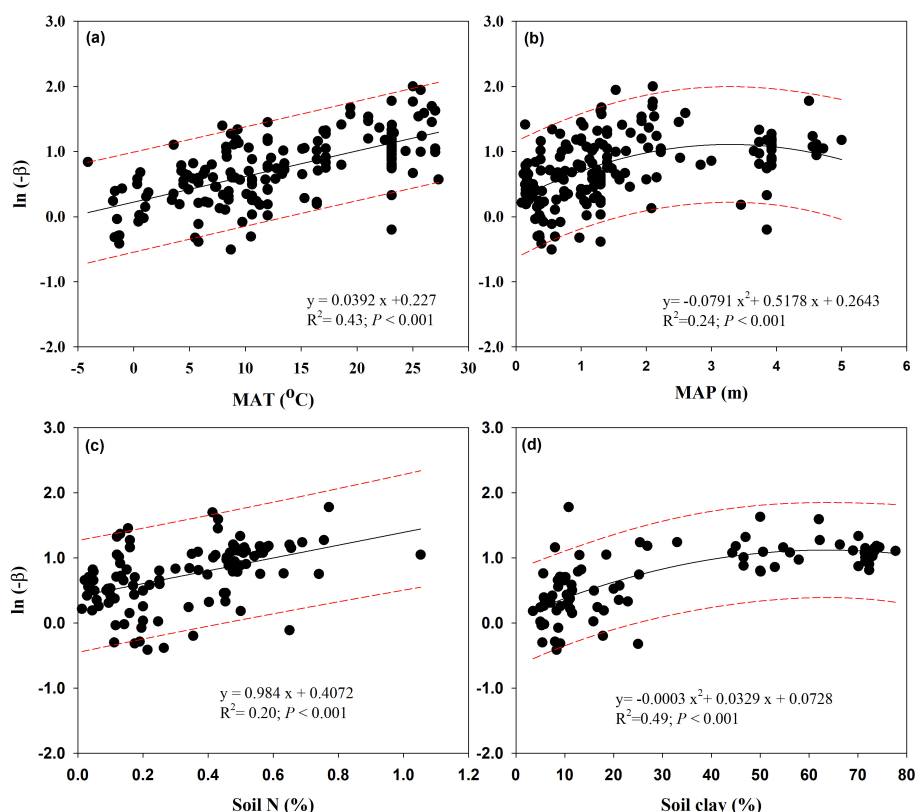 (a)
3.0
2.0
1.0
0.0
-1.0
-2.0
ln (-β)
y = 0.0392 x +0.227
R²= 0.43; P < 0.001
-5 0 5 10 15 20 25 30
MAT (°C)
(b)
3.0
2.0
1.0
0.0
-1.0
-2.0
y= -0.0791 x²+ 0.5178 x + 0.2643
R²=0.24; P < 0.001
0 1 2 3 4 5 6
MAP (m)
(c)
3.0
2.0
1.0
0.0
-1.0
-2.0
ln (-β)
y = 0.984 x + 0.4072
R²= 0.20; P < 0.001
0.0 0.2 0.4 0.6 0.8 1.0 1.2
Soil N (%)
(d)
3.0
2.0
1.0
0.0
-1.0
-2.0
y= -0.0003 x²+ 0.0329 x + 0.0728
R²=0.49; P < 0.001
0 10 20 30 40 50 60 70 80
Soil clay (%)